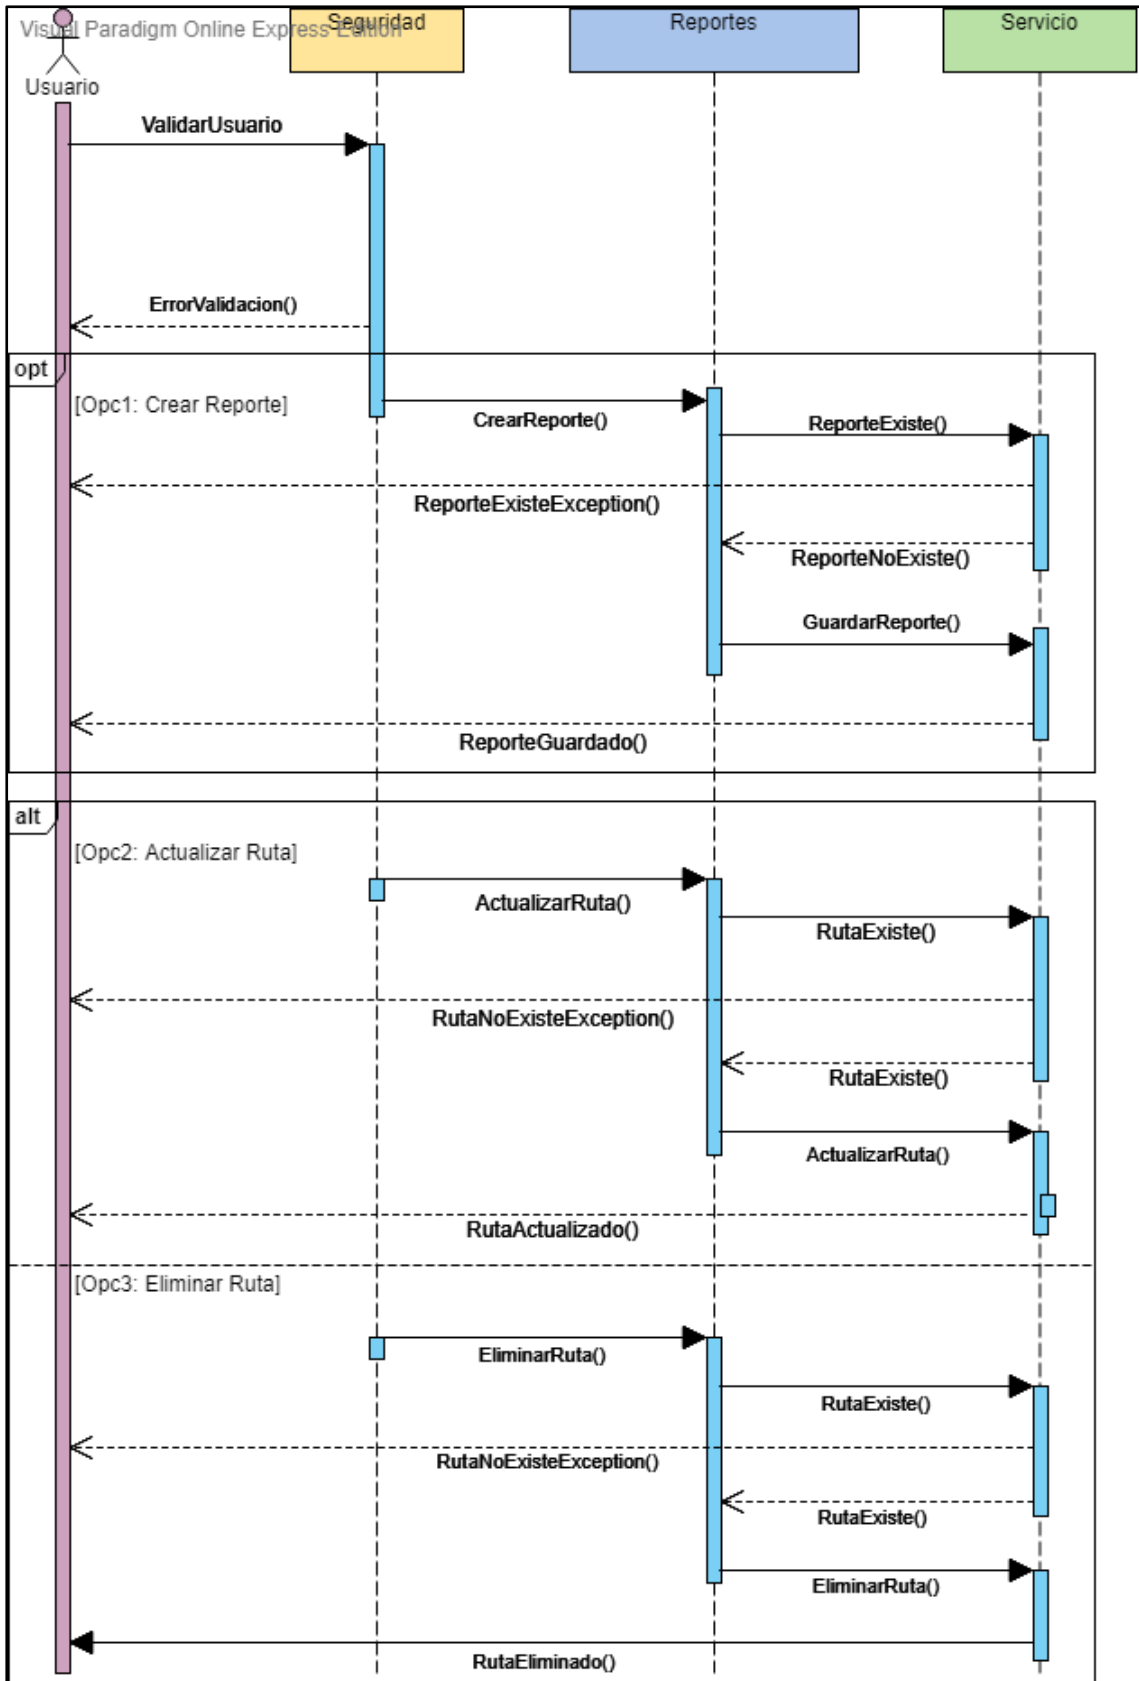 Visual Paradigm Online Express Edition
Seguridad
Reportes
Servicio
Usuario
ValidarUsuario
ErrorValidacion()
opt
[Opc1: Crear Reporte]
CrearReporte()
ReporteExiste()
ReporteExisteException()
ReporteNoExiste()
GuardarReporte()
ReporteGuardado()
alt
[Opc2: Actualizar Ruta]
ActualizarRuta()
RutaExiste()
RutaNoExisteException()
RutaExiste()
ActualizarRuta()
RutaActualizado()
[Opc3: Eliminar Ruta]
EliminarRuta()
RutaExiste()
RutaNoExisteException()
RutaExiste()
EliminarRuta()
RutaEliminado()